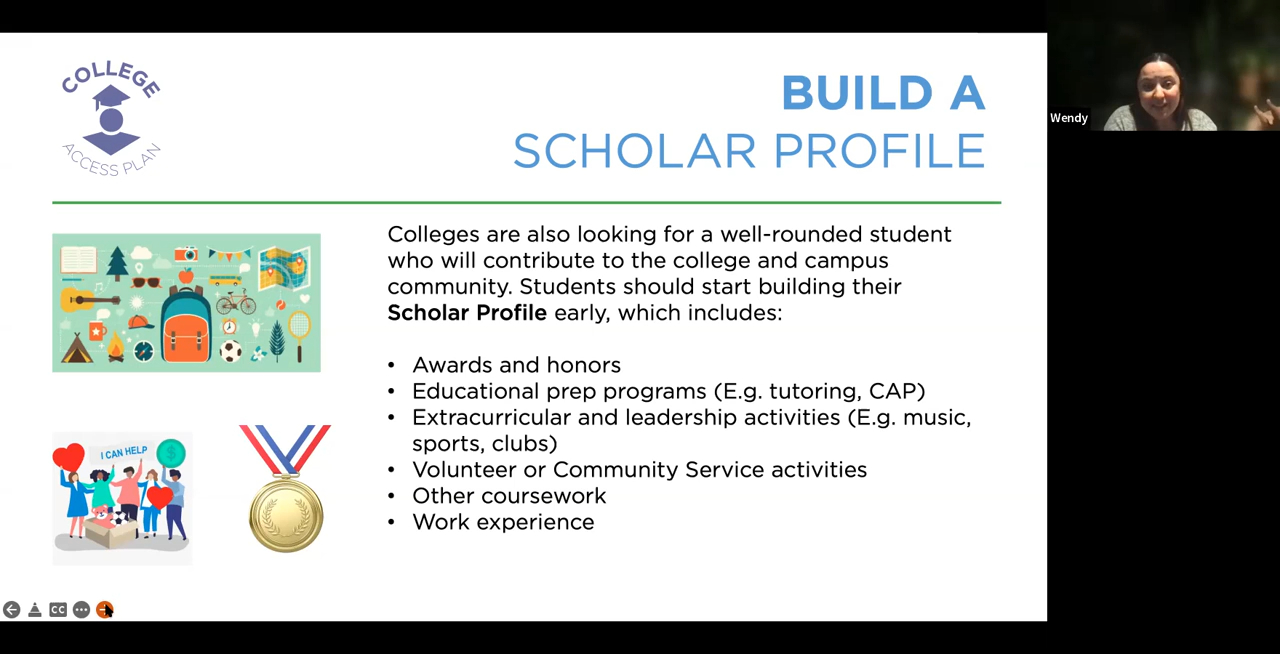 COLLEGE
ACCESS PLAN
BUILD A
SCHOLAR PROFILE
Wendy
Colleges are also looking for a well-rounded student
who will contribute to the college and campus
community. Students should start building their
Scholar Profile early, which includes:
• Awards and honors
• Educational prep programs (E.g. tutoring, CAP)
• Extracurricular and leadership activities (E.g. music,
sports, clubs)
• Volunteer or Community Service activities
• Other coursework
• Work experience
I CAN HELP
$
CC